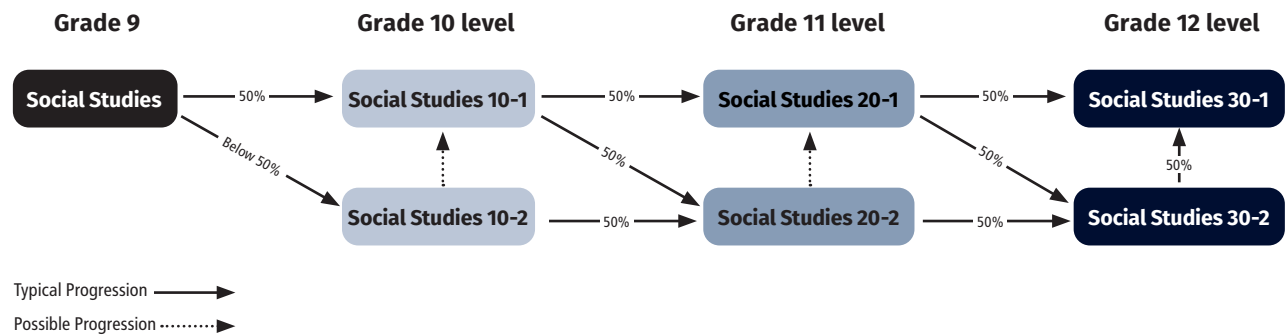 Grade 9
Grade 10 level
Grade 11 level
Grade 12 level
Social Studies
50%
Social Studies 10-1
50%
Social Studies 20-1
50%
Social Studies 30-1
Below 50%
50%
50%
50%
Social Studies 10-2
50%
Social Studies 20-2
50%
Social Studies 30-2
Typical Progression
Possible Progression